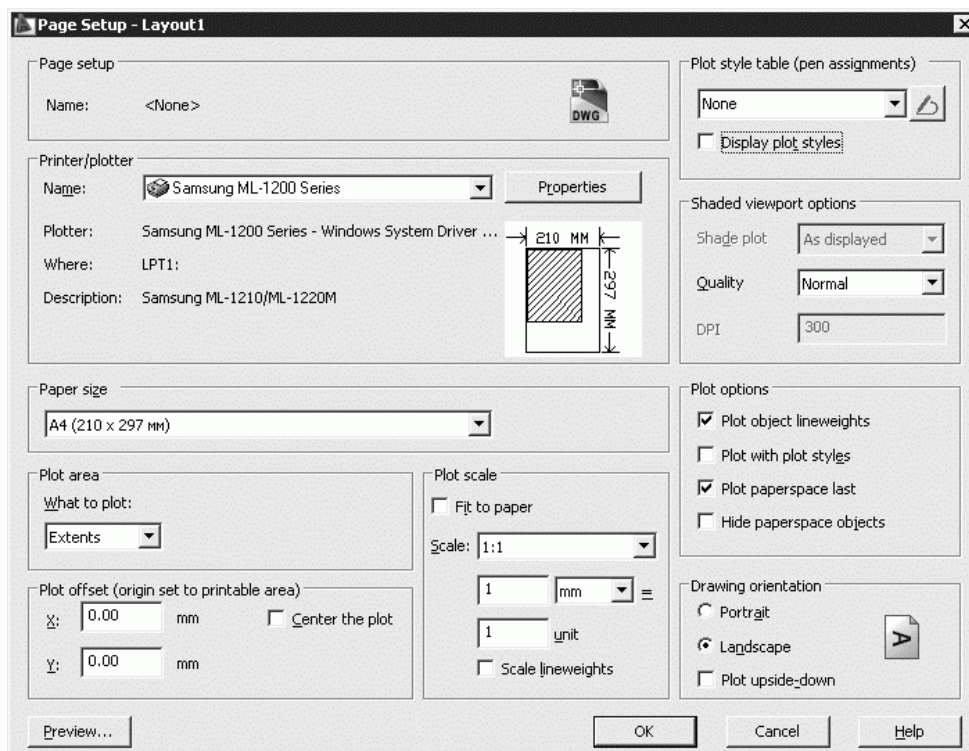 Page Setup - Layout1
Page setup
Name: <None>
DWG
Plot style table (pen assignments)
None
Display plot styles
Printer/plotter
Name: Samsung ML-1200 Series Properties
Plotter: Samsung ML-1200 Series - Windows System Driver ...
Where: LPT1:
Description: Samsung ML-1210/ML-1220M
210 MM
297 MM
Shaded viewport options
Shade plot As displayed
Quality Normal
DPI 300
Paper size
A4 (210 x 297 мм)
Plot options
Plot object lineweights
Plot with plot styles
Plot paperspace last
Hide paperspace objects
Plot area
What to plot:
Extents
Plot scale
Fit to paper
Scale: 1:1
1 mm =
1 unit
Scale lineweights
Plot offset (origin set to printable area)
X: 0.00 mm Center the plot
Y: 0.00 mm
Drawing orientation
Portrait
Landscape
Plot upside-down
A
Preview... OK Cancel Help